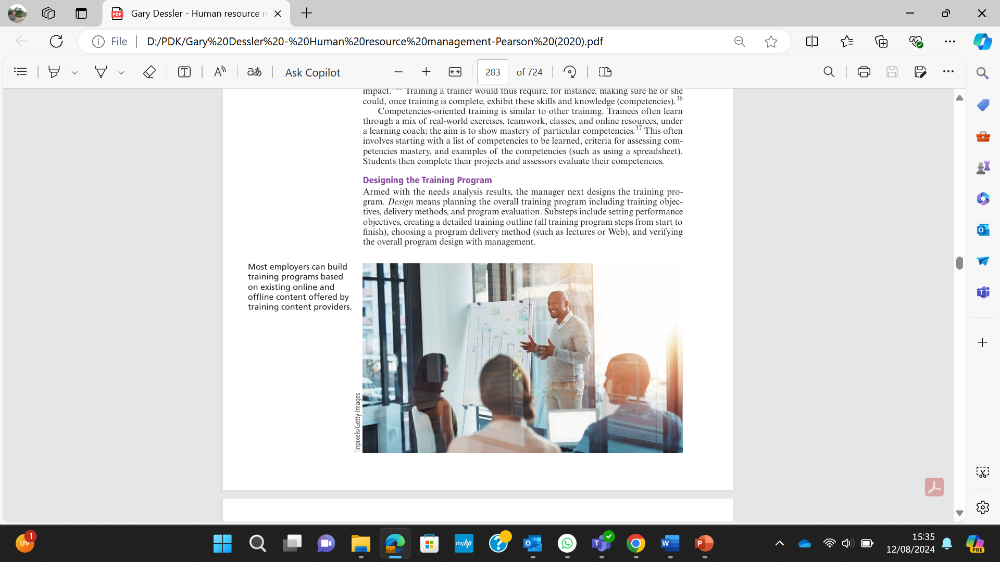 Gary Dessler - Human resource m
File
D:/PDK/Gary%20Dessler%20-%20Human%20resource%20management-Pearson%20(2020).pdf
Ask Copilot
283
of 724
impact."35 Training a trainer would thus require, for instance, making sure he or she
could, once training is complete, exhibit these skills and knowledge (competencies).36
Competencies-oriented training is similar to other training. Trainees often learn
through a mix of real-world exercises, teamwork, classes, and online resources, under
a learning coach; the aim is to show mastery of particular competencies.37 This often
involves starting with a list of competencies to be learned, criteria for assessing com-
petencies mastery, and examples of the competencies (such as using a spreadsheet).
Students then complete their projects and assessors evaluate their competencies.
Designing the Training Program
Armed with the needs analysis results, the manager next designs the training pro-
gram. Design means planning the overall training program including training objec-
tives, delivery methods, and program evaluation. Substeps include setting performance
objectives, creating a detailed training outline (all training program steps from start to
finish), choosing a program delivery method (such as lectures or Web), and verifying
the overall program design with management.
Most employers can build
training programs based
on existing online and
offline content offered by
training content providers.
Tinpixels/Getty Images
UV
1
myhp
15:35
12/08/2024
PRE